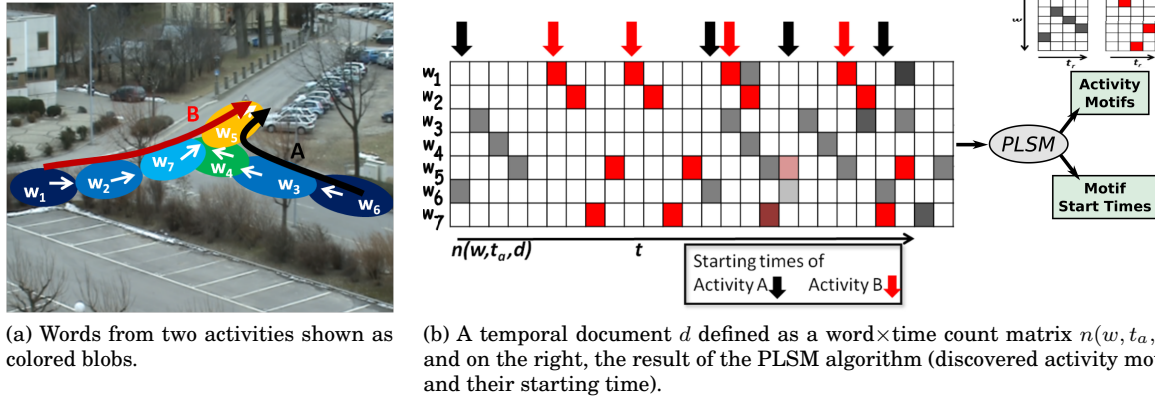 B
A
w5
w7
w4
w1
w2
w3
w6
(a) Words from two activities shown as
colored blobs.
w1
w2
w3
w4
w5
w6
w7
n(w,ta,d)
t
Starting times of
Activity A
Activity B
w
tr
tr
PLSM
Activity
Motifs
Motif
Start Times
(b) A temporal document d defined as a word×time count matrix n(w, ta,
and on the right, the result of the PLSM algorithm (discovered activity
and their starting time).